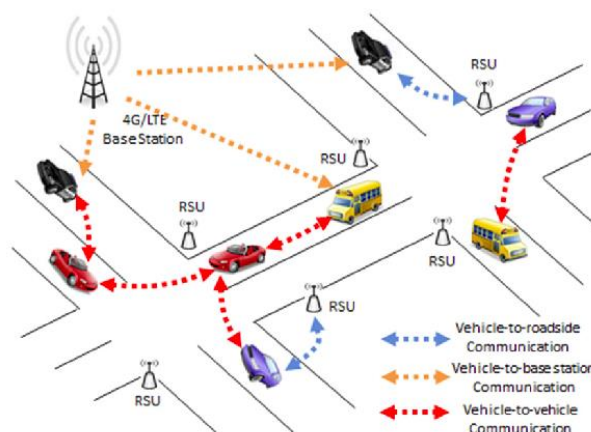 RSU
4G/LTE
Base Station
RSU
RSU
RSU
RSU
RSU
Vehicle-to-roadside
Communication
Vehicle-to-base station
Communication
Vehicle-to-vehicle
Communication